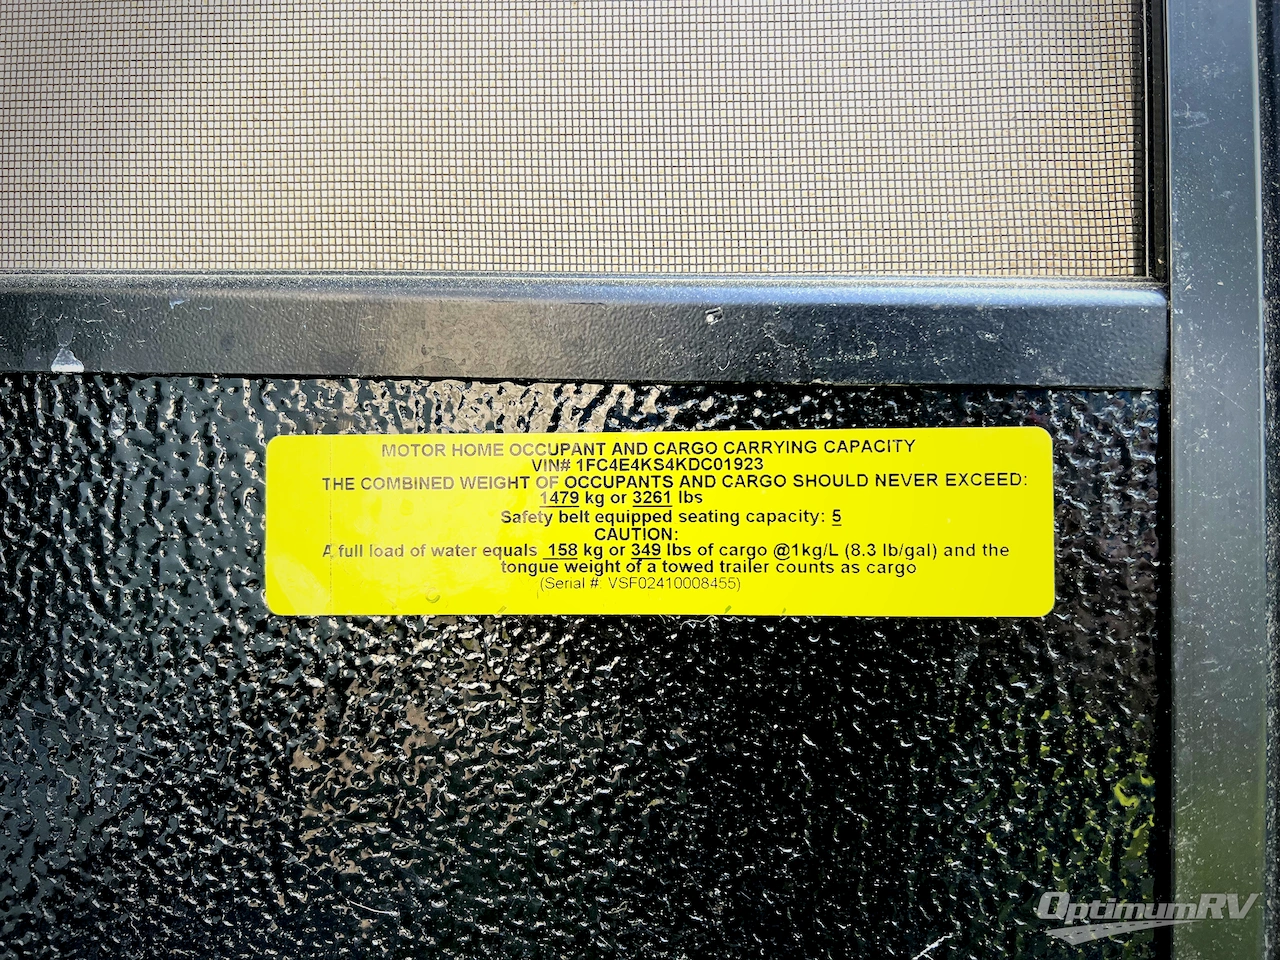 MOTOR HOME OCCUPANT AND CARGO CARRYING CAPACITY
VIN# 1FC4E4KS4KDC01923
THE COMBINED WEIGHT OF OCCUPANTS AND CARGO SHOULD NEVER EXCEED:
1479 kg or 3261 lbs
Safety belt equipped seating capacity: 5
CAUTION:
A full load of water equals 158 kg or 349 lbs of cargo @1kg/L (8.3 lb/gal) and the
tongue weight of a towed trailer counts as cargo
(Serial #: VSF02410008455)
OptimumRV